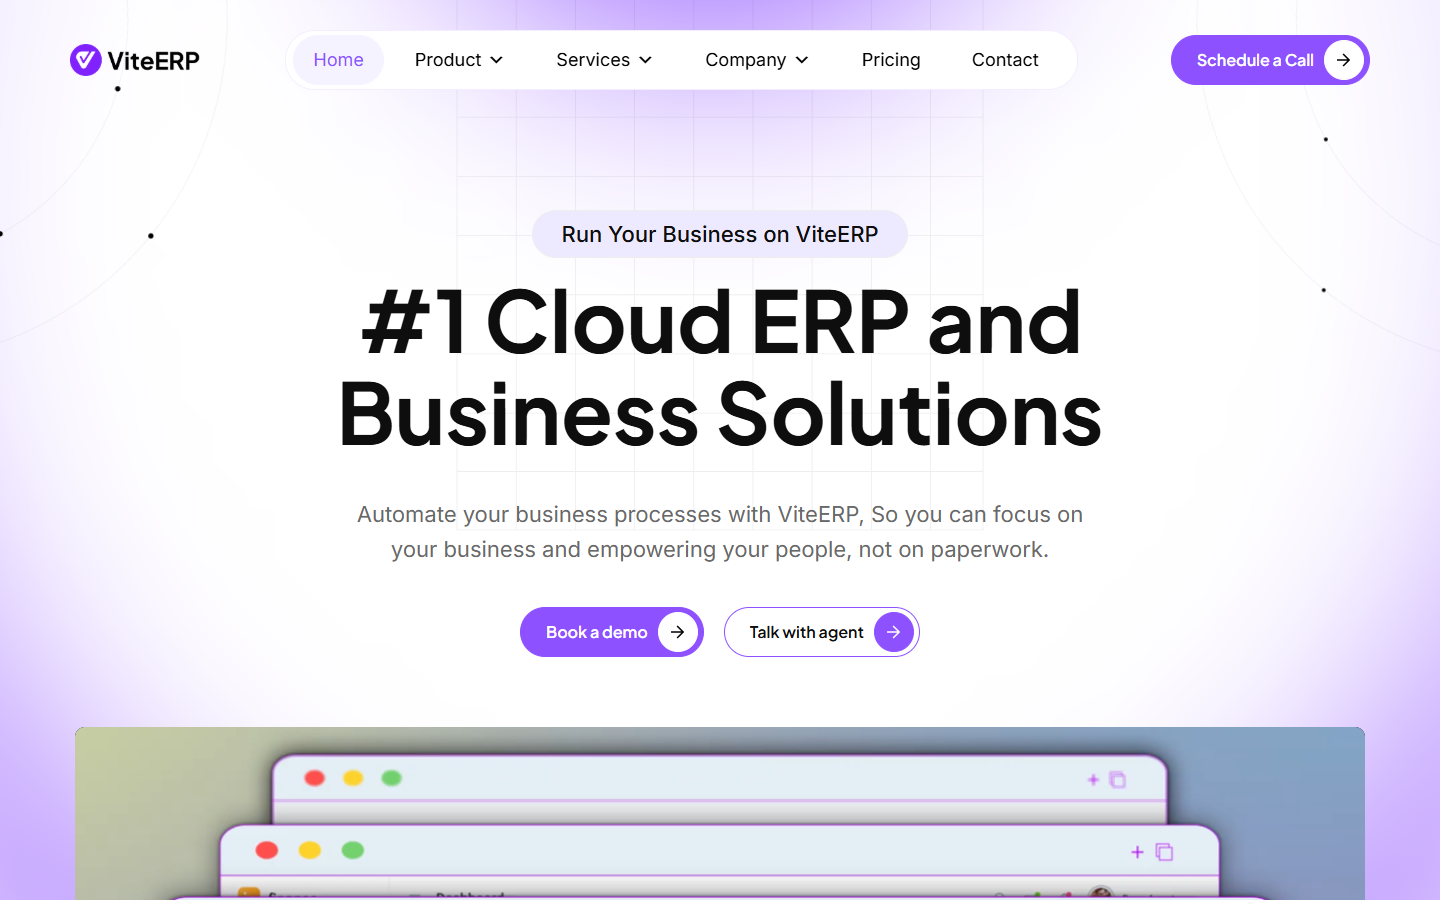 ViteERP
Home
Product
Services
Company
Pricing
Contact
Schedule a Call
Run Your Business on ViteERP
#1 Cloud ERP and
Business Solutions
Automate your business processes with ViteERP, So you can focus on
your business and empowering your people, not on paperwork.
Book a demo
Talk with agent
Dashboard